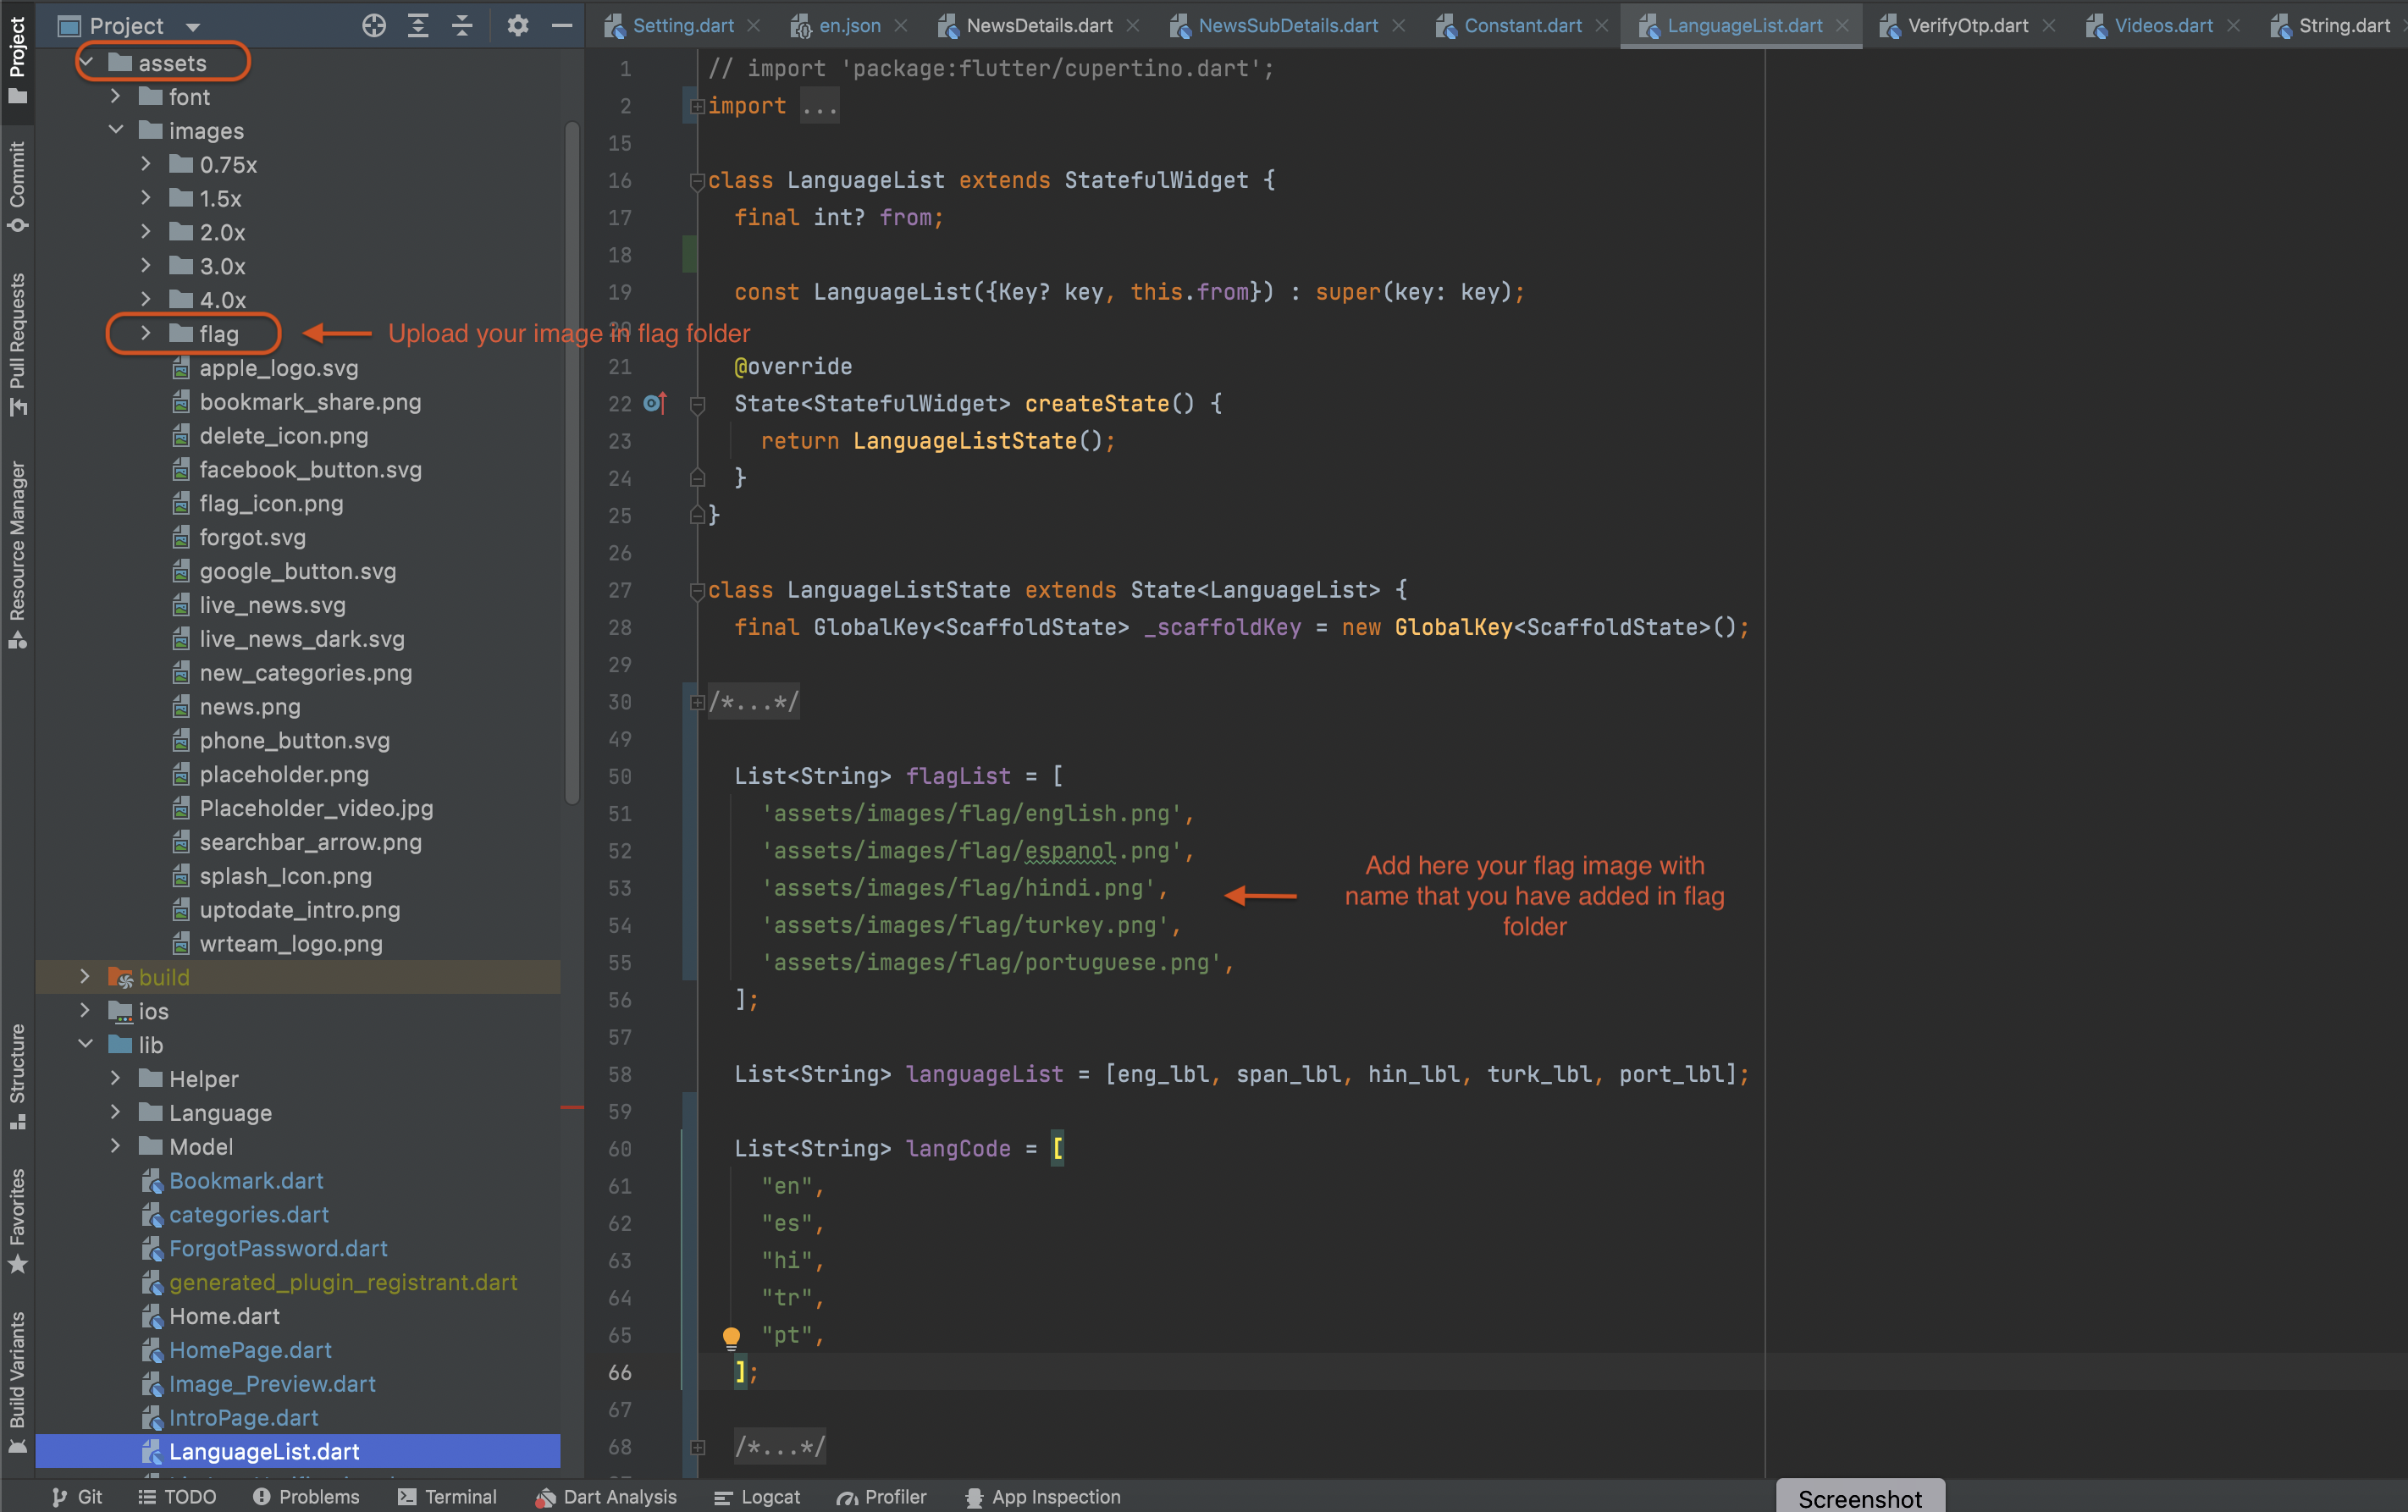 Project
Setting.dart
en.json
NewsDetails.dart
NewsSubDetails.dart
Constant.dart
LanguageList.dart
VerifyOtp.dart
Videos.dart
String.dart
Project
Commit
Pull Requests
Resource Manager
Structure
Favorites
Build Variants
assets
font
images
0.75x
1.5x
2.0x
3.0x
4.0x
flag
Upload your image in flag folder
apple_logo.svg
bookmark_share.png
delete_icon.png
facebook_button.svg
flag_icon.png
forgot.svg
google_button.svg
live_news.svg
live_news_dark.svg
new_categories.png
news.png
phone_button.svg
placeholder.png
Placeholder_video.jpg
searchbar_arrow.png
splash_Icon.png
uptodate_intro.png
wrteam_logo.png
build
ios
lib
Helper
Language
Model
Bookmark.dart
categories.dart
ForgotPassword.dart
generated_plugin_registrant.dart
Home.dart
HomePage.dart
Image_Preview.dart
IntroPage.dart
LanguageList.dart
1 // import 'package:flutter/cupertino.dart';
2 import ...
15
16 class LanguageList extends StatefulWidget {
17 final int? from;
18
19 const LanguageList({Key? key, this.from}) : super(key: key);
20
21 @override
22 State<StatefulWidget> createState() {
23 return LanguageListState();
24 }
25 }
26
27 class LanguageListState extends State<LanguageList> {
28 final GlobalKey<ScaffoldState> _scaffoldKey = new GlobalKey<ScaffoldState>();
29
30 /*...*/
49
50 List<String> flagList = [
51 'assets/images/flag/english.png',
52 'assets/images/flag/espanol.png',
53 'assets/images/flag/hindi.png',
54 'assets/images/flag/turkey.png',
55 'assets/images/flag/portuguese.png',
56 ];
Add here your flag image with
name that you have added in flag
folder
57
58 List<String> languageList = [eng_lbl, span_lbl, hin_lbl, turk_lbl, port_lbl];
59
60 List<String> langCode = [
61 "en",
62 "es",
63 "hi",
64 "tr",
65 "pt",
66 ];
67
68 /*...*/
Git
TODO
Problems
Terminal
Dart Analysis
Logcat
Profiler
App Inspection
Screenshot